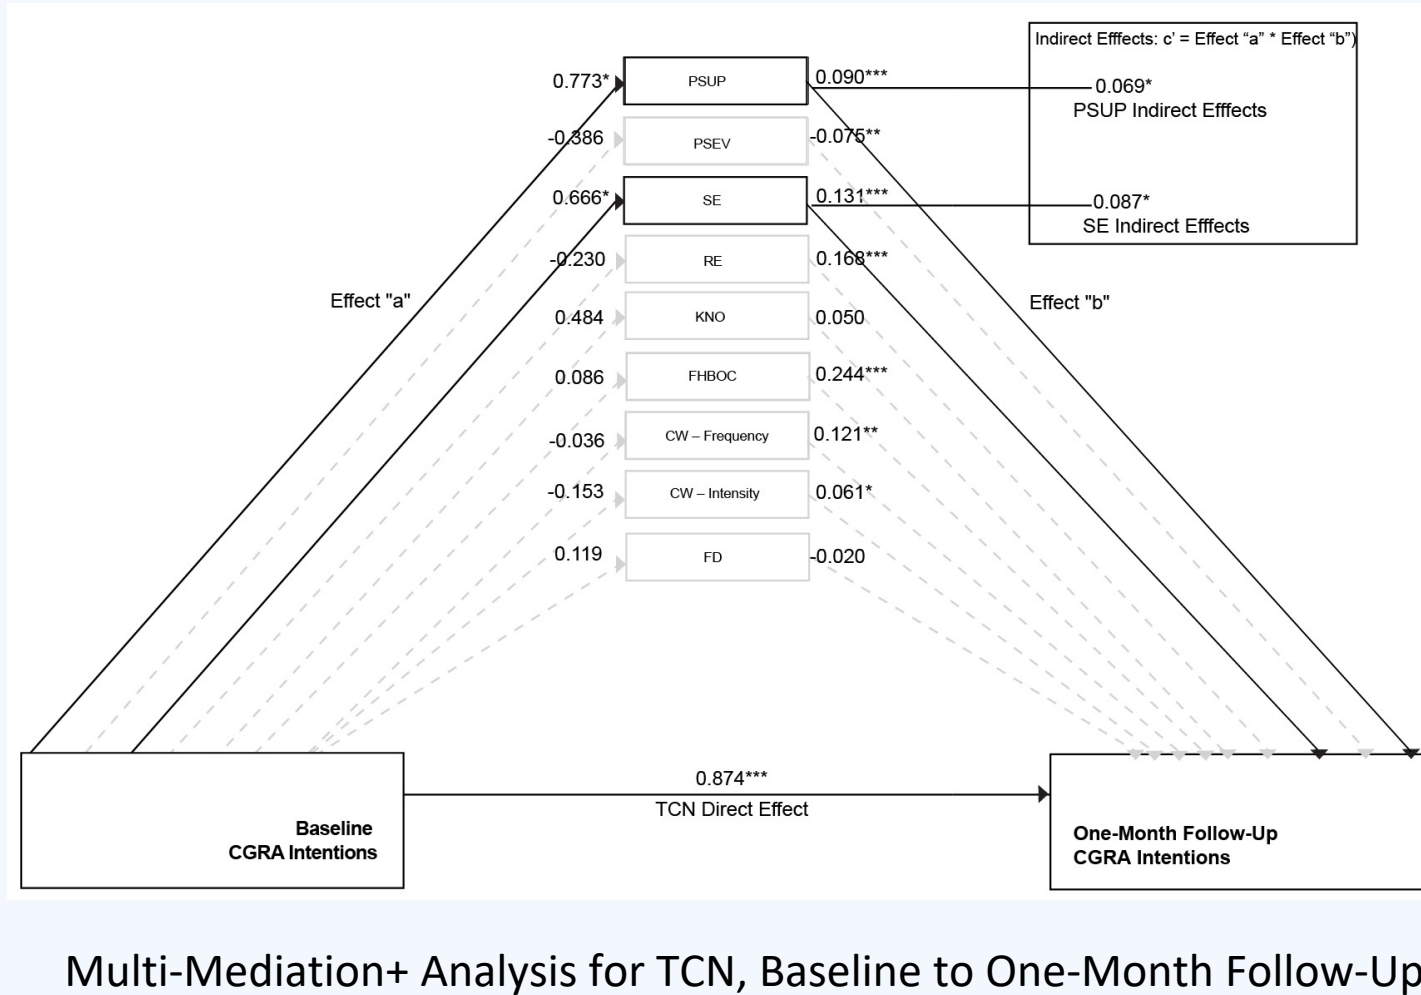 Indirect Efffects: c' = Effect “a” * Effect “b”)
0.773*
PSUP
0.090***
0.069*
PSUP Indirect Efffects
-0.386
PSEV
-0.075**
0.666*
SE
0.131***
0.087*
SE Indirect Efffects
-0.230
RE
0.168***
Effect "a"
Effect "b"
0.484
KNO
0.050
0.086
FHBOC
0.244***
-0.036
CW – Frequency
0.121**
-0.153
CW – Intensity
0.061*
0.119
FD
-0.020
0.874***
TCN Direct Effect
Baseline
CGRA Intentions
One-Month Follow-Up
CGRA Intentions
Multi-Mediation+ Analysis for TCN, Baseline to One-Month Follow-Up